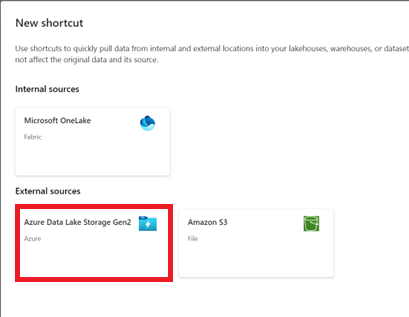 New shortcut
Use shortcuts to quickly pull data from internal and external locations into your lakehouses, warehouses, or dataset
not affect the original data and its source.
Internal sources
Microsoft OneLake
Fabric
External sources
Azure Data Lake Storage Gen2
Amazon S3
Azure
File